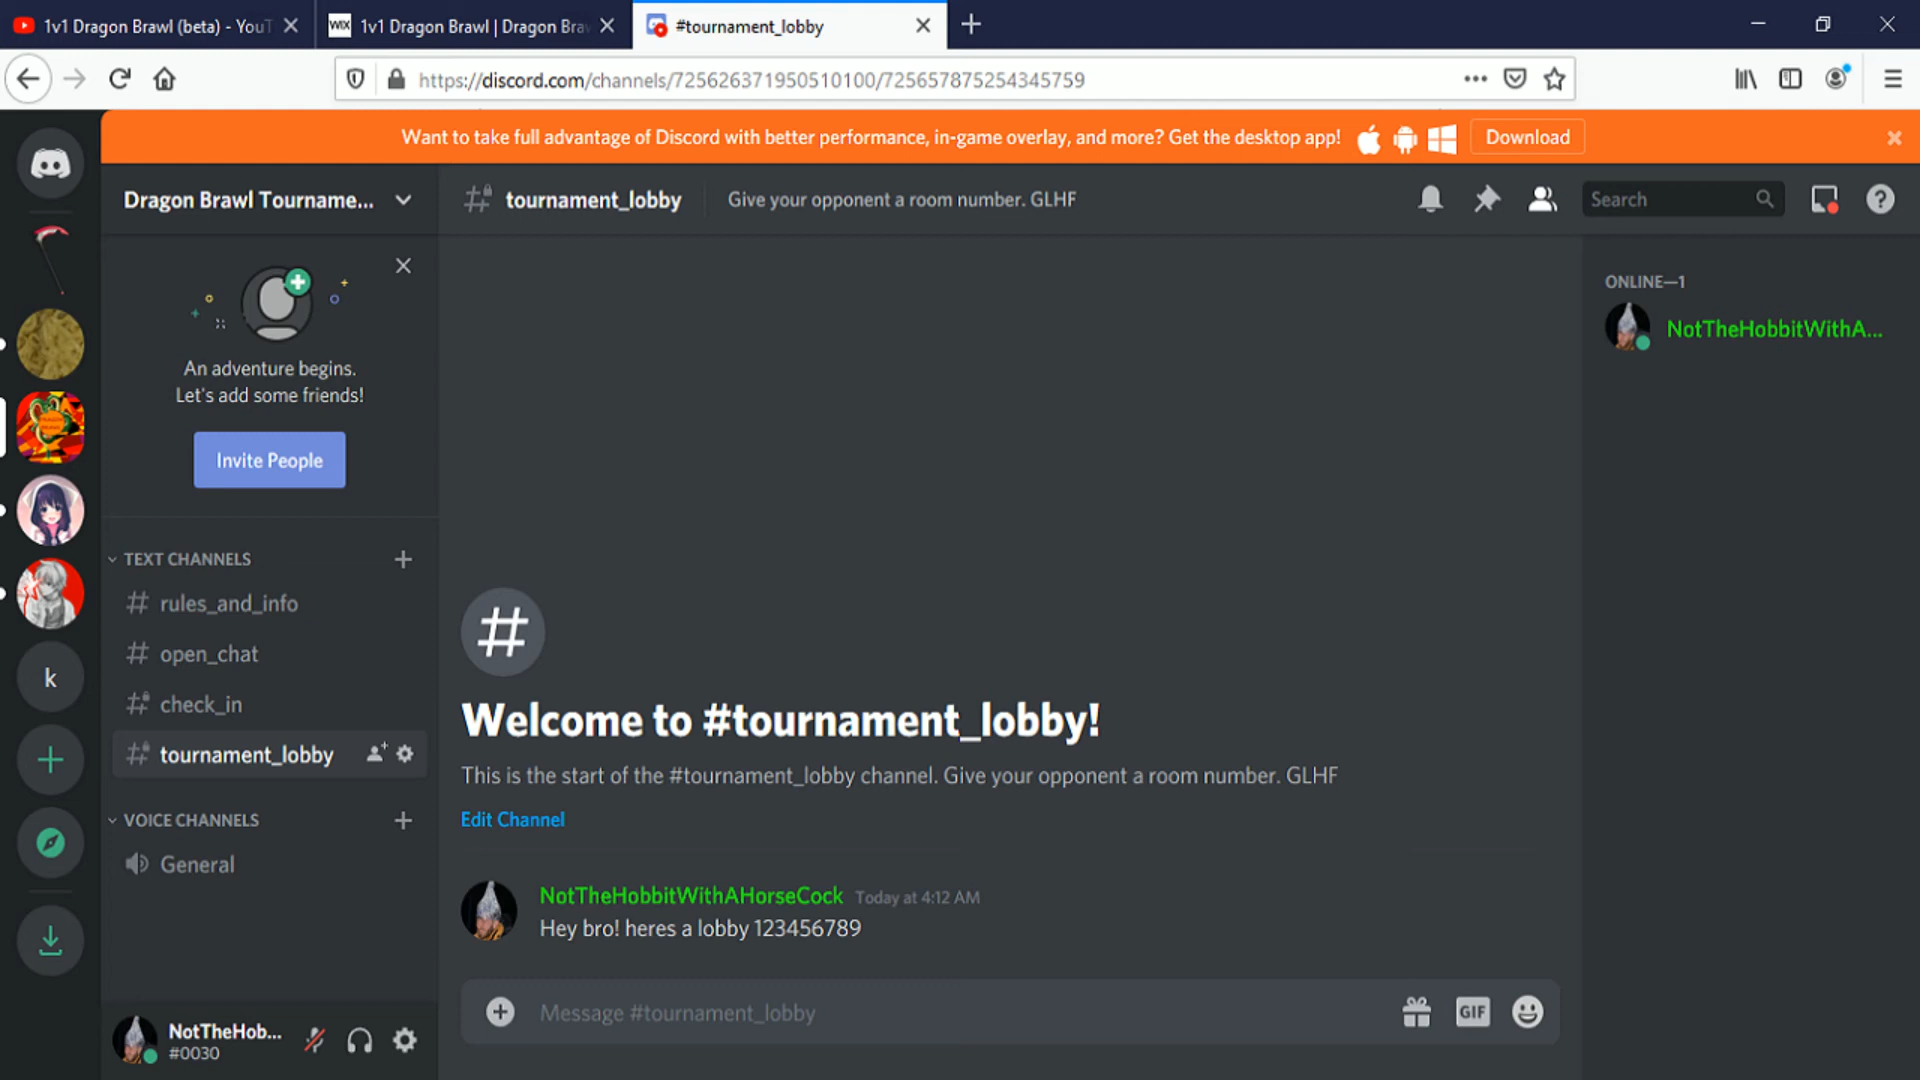 1v1 Dragon Brawl (beta) - YouT
WIX 1v1 Dragon Brawl | Dragon Bra
#tournament_lobby
https://discord.com/channels/725626371950510100/725657875254345759
Want to take full advantage of Discord with better performance, in-game overlay, and more? Get the desktop app!
Download
Dragon Brawl Tourname...
tournament_lobby
Give your opponent a room number. GLHF
Search
An adventure begins.
Let's add some friends!
Invite People
ONLINE—1
NotTheHobbitWithA...
TEXT CHANNELS
rules_and_info
open_chat
check_in
tournament_lobby
VOICE CHANNELS
General
k
Welcome to #tournament_lobby!
This is the start of the #tournament_lobby channel. Give your opponent a room number. GLHF
Edit Channel
NotTheHobbitWithAHorseCock Today at 4:12 AM
Hey bro! heres a lobby 123456789
Message #tournament_lobby
GIF
NotTheHob...
#0030